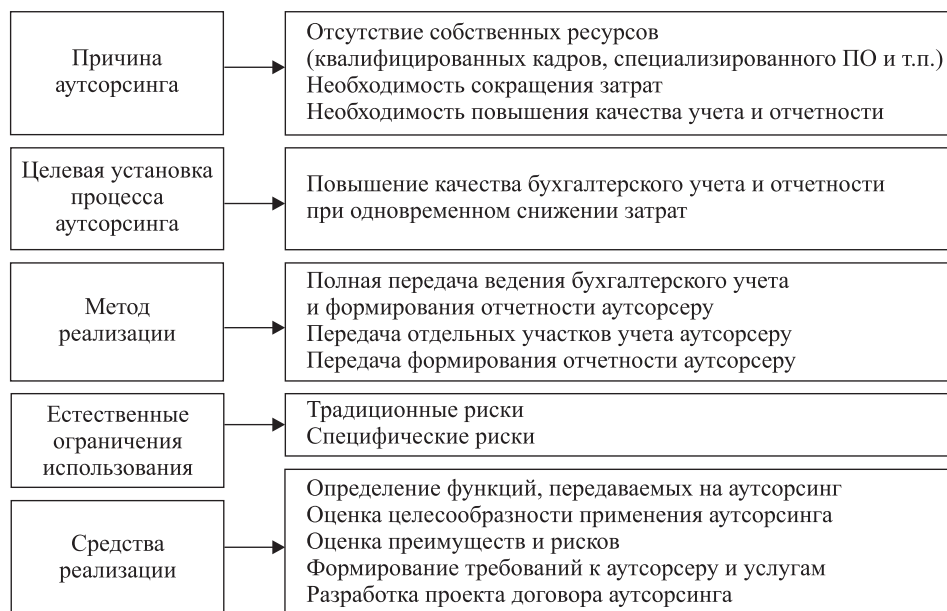 Причина
аутсорсинга
Отсутствие собственных ресурсов
(квалифицированных кадров, специализированного ПО и т.п.)
Необходимость сокращения затрат
Необходимость повышения качества учета и отчетности
Целевая установка
процесса
аутсорсинга
Повышение качества бухгалтерского учета и отчетности
при одновременном снижении затрат
Метод
реализации
Полная передача ведения бухгалтерского учета
и формирования отчетности аутсорсеру
Передача отдельных участков учета аутсорсеру
Передача формирования отчетности аутсорсеру
Естественные
ограничения
использования
Традиционные риски
Специфические риски
Средства
реализации
Определение функций, передаваемых на аутсорсинг
Оценка целесообразности применения аутсорсинга
Оценка преимуществ и рисков
Формирование требований к аутсорсеру и услугам
Разработка проекта договора аутсорсинга